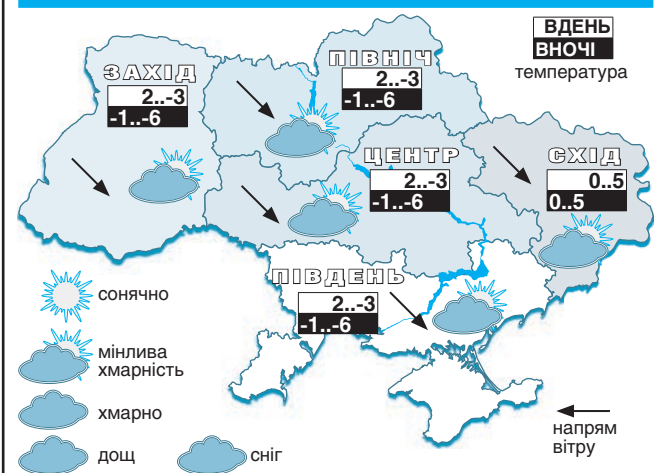 ВДЕНЬ
ВНОЧІ
температура
ПІВНІЧ
2..-3
-1..-6
ЗАХІД
2..-3
-1..-6
ЦЕНТР
2..-3
-1..-6
СХІД
0..5
0..5
ПІВДЕНЬ
2..-3
-1..-6
сонячно
мінлива
хмарність
хмарно
дощ
сніг
напрям
вітру